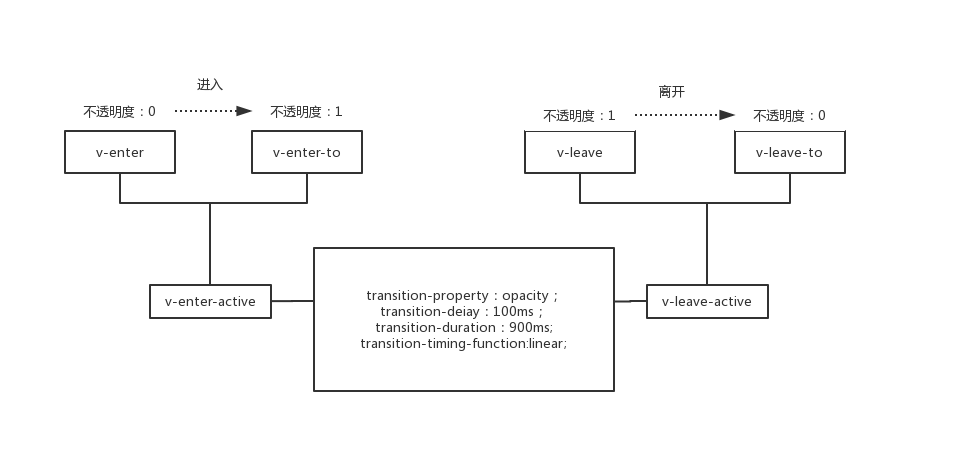 进入
不透明度：0
不透明度：1
v-enter
v-enter-to
离开
不透明度：1
不透明度：0
v-leave
v-leave-to
v-enter-active
transition-property：opacity；
transition-deiay：100ms；
transition-duration：900ms;
transition-timing-function:linear;
v-leave-active